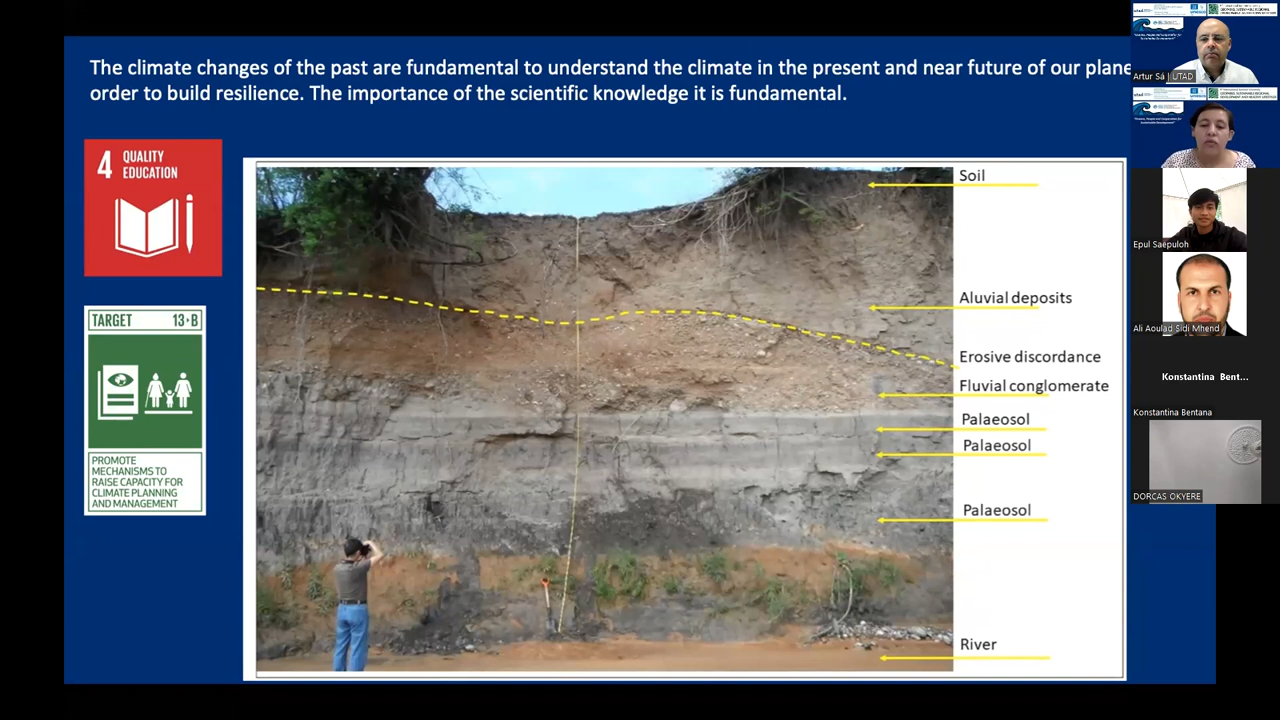 The climate changes of the past are fundamental to understand the climate in the present and near future of our plane
order to build resilience. The importance of the scientific knowledge it is fundamental.
4 QUALITY
EDUCATION
TARGET 13·B
PROMOTE
MECHANISMS TO
RAISE CAPACITY FOR
CLIMATE PLANNING
AND MANAGEMENT
Soil
Aluvial deposits
Erosive discordance
Fluvial conglomerate
Palaeosol
Palaeosol
Palaeosol
River
Artur Sá | UTAD
Epul Saepuloh
Ali Aoulad Sidi Mhend
Konstantina Bent...
Konstantina Bentana
DORCAS OKYERE